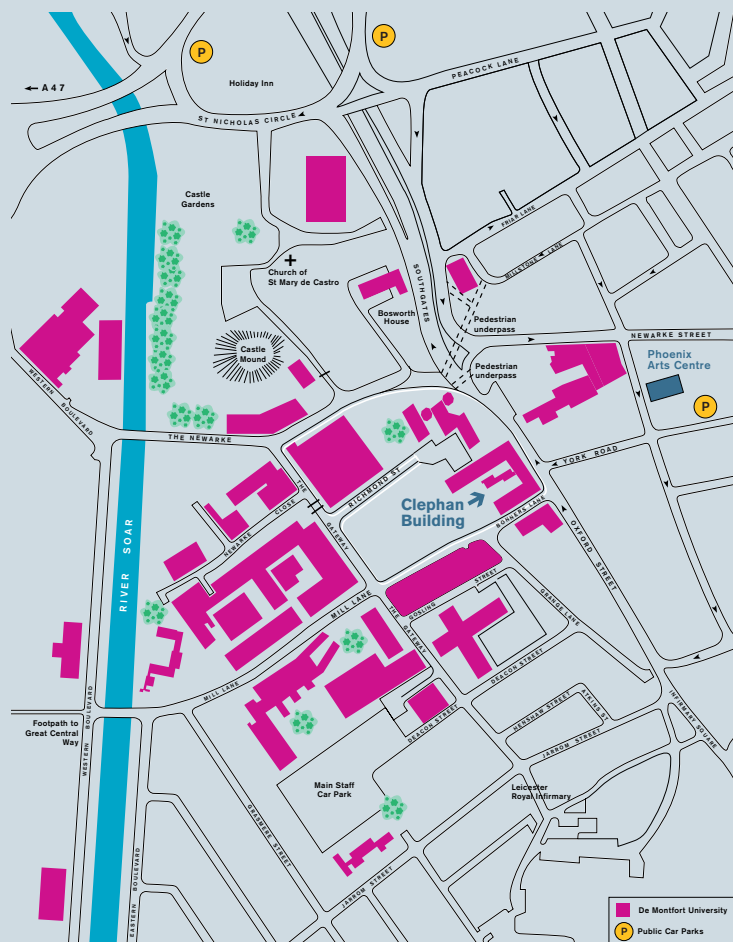 P
P
A47
Holiday Inn
PEACOCK LANE
ST NICHOLAS CIRCLE
Castle
Gardens
FRIAR LANE
MILLSTONE LANE
Church of
St Mary de Castro
SOUTHGATES
Bosworth
House
Pedestrian
underpass
NEWARKE STREET
Castle
Mound
Pedestrian
underpass
Phoenix
Arts Centre
P
WESTERN BOULEVARD
THE NEWARKE
YORK ROAD
RICHMOND ST
THE GATEWAY
NEWARKE CLOSE
Clephan
Building
BONNERS LANE
OXFORD STREET
RIVER SOAR
MILL LANE
THE GATEWAY
GOSLING STREET
GRANGE LANE
DEACON STREET
MILL LANE
DEACON STREET
HENSHAW STREET
ATKINS ST
JARROM STREET
INFIRMARY SQUARE
WESTERN BOULEVARD
Footpath to
Great Central
Way
Main Staff
Car Park
Leicester
Royal Infirmary
GRASMERE STREET
JARROM STREET
EASTERN BOULEVARD
De Montfort University
P Public Car Parks